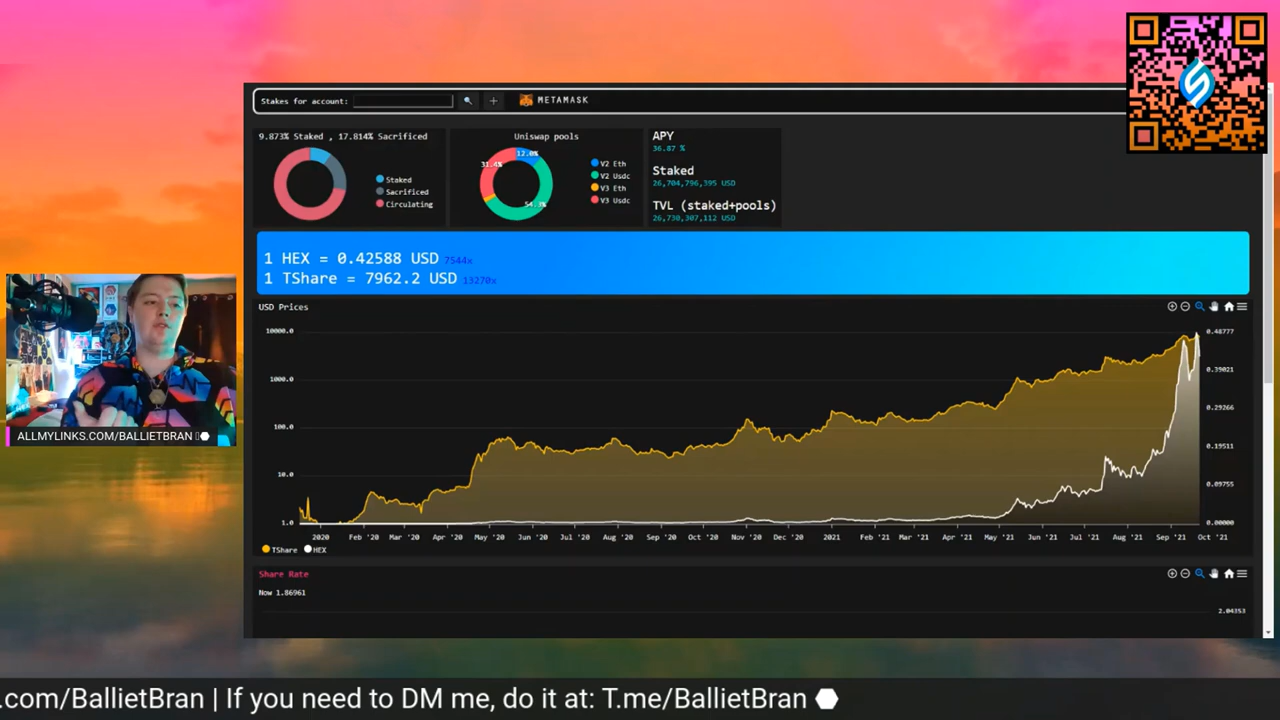 Stakes for account:
METAMASK
9.873% Staked , 17.814% Sacrificed
Staked
Sacrificed
Circulating
Uniswap pools
12.0%
31.4%
54.3%
V2 Eth
V2 Usdc
V3 Eth
V3 Usdc
APY
36.87 %
Staked
26,704,796,395 USD
TVL (staked+pools)
26,730,307,112 USD
1 HEX = 0.42588 USD 7544x
1 TShare = 7962.2 USD 13270x
USD Prices
10000.0
1000.0
100.0
10.0
1.0
0.48777
0.39021
0.29266
0.19511
0.09755
0.00000
2020 Feb '20 Mar '20 Apr '20 May '20 Jun '20 Jul '20 Aug '20 Sep '20 Oct '20 Nov '20 Dec '20 2021 Feb '21 Mar '21 Apr '21 May '21 Jun '21 Jul '21 Aug '21 Sep '21 Oct '21
TShare HEX
Share Rate
Now 1.86961
2.04353
ALLMYLINKS.COM/BALLIETBRAN
.com/BallietBran | If you need to DM me, do it at: T.me/BallietBran